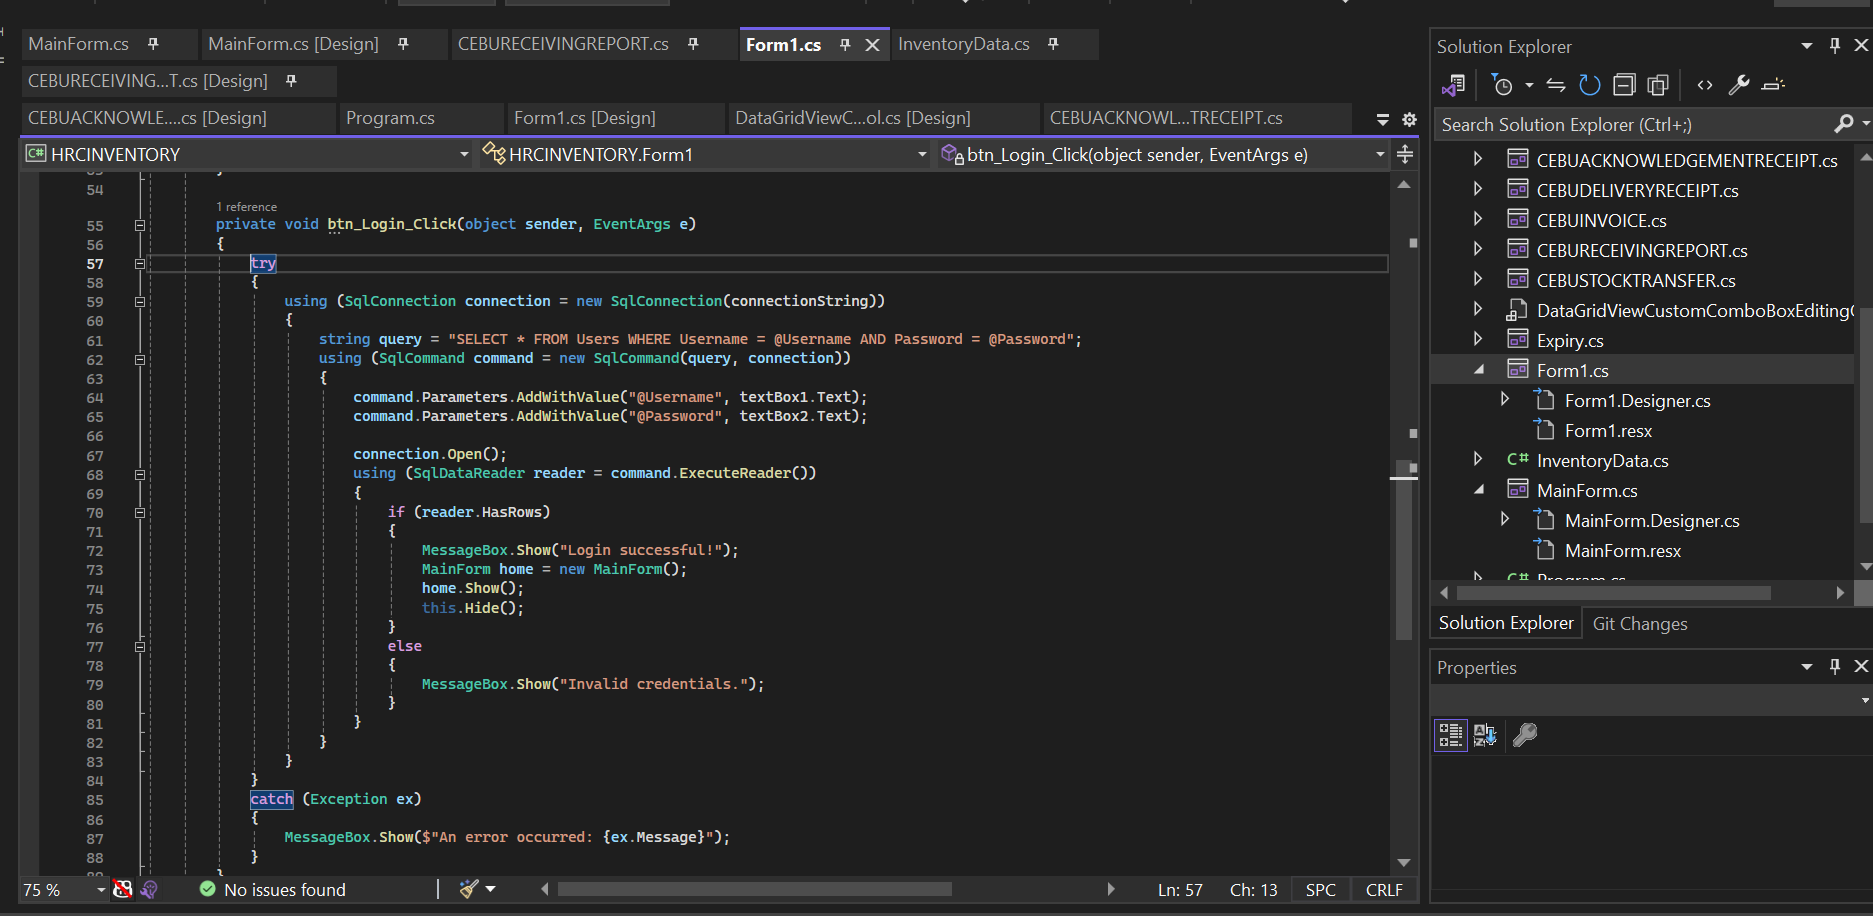 MainForm.cs
MainForm.cs [Design]
CEBURECEIVINGREPORT.cs
Form1.cs
InventoryData.cs
CEBURECEIVING...T.cs [Design]
CEBUACKNOWLE....cs [Design]
Program.cs
Form1.cs [Design]
DataGridViewC...ol.cs [Design]
CEBUACKNOWL...TRECEIPT.cs
C# HRCINVENTORY
HRCINVENTORY.Form1
btn_Login_Click(object sender, EventArgs e)
54
1 reference
55 private void btn_Login_Click(object sender, EventArgs e)
56 {
57 try
58 {
59 using (SqlConnection connection = new SqlConnection(connectionString))
60 {
61 string query = "SELECT * FROM Users WHERE Username = @Username AND Password = @Password";
62 using (SqlCommand command = new SqlCommand(query, connection))
63 {
64 command.Parameters.AddWithValue("@Username", textBox1.Text);
65 command.Parameters.AddWithValue("@Password", textBox2.Text);
66
67 connection.Open();
68 using (SqlDataReader reader = command.ExecuteReader())
69 {
70 if (reader.HasRows)
71 {
72 MessageBox.Show("Login successful!");
73 MainForm home = new MainForm();
74 home.Show();
75 this.Hide();
76 }
77 else
78 {
79 MessageBox.Show("Invalid credentials.");
80 }
81 }
82 }
83 }
84 }
85 catch (Exception ex)
86 {
87 MessageBox.Show($"An error occurred: {ex.Message}");
88 }
75 %
No issues found
Ln: 57
Ch: 13
SPC
CRLF
Solution Explorer
Search Solution Explorer (Ctrl+;)
CEBUACKNOWLEDGEMENTRECEIPT.cs
CEBUDELIVERYRECEIPT.cs
CEBUINVOICE.cs
CEBURECEIVINGREPORT.cs
CEBUSTOCKTRANSFER.cs
DataGridViewCustomComboBoxEditing
Expiry.cs
Form1.cs
Form1.Designer.cs
Form1.resx
C# InventoryData.cs
MainForm.cs
MainForm.Designer.cs
MainForm.resx
C# Program.cs
Solution Explorer
Git Changes
Properties